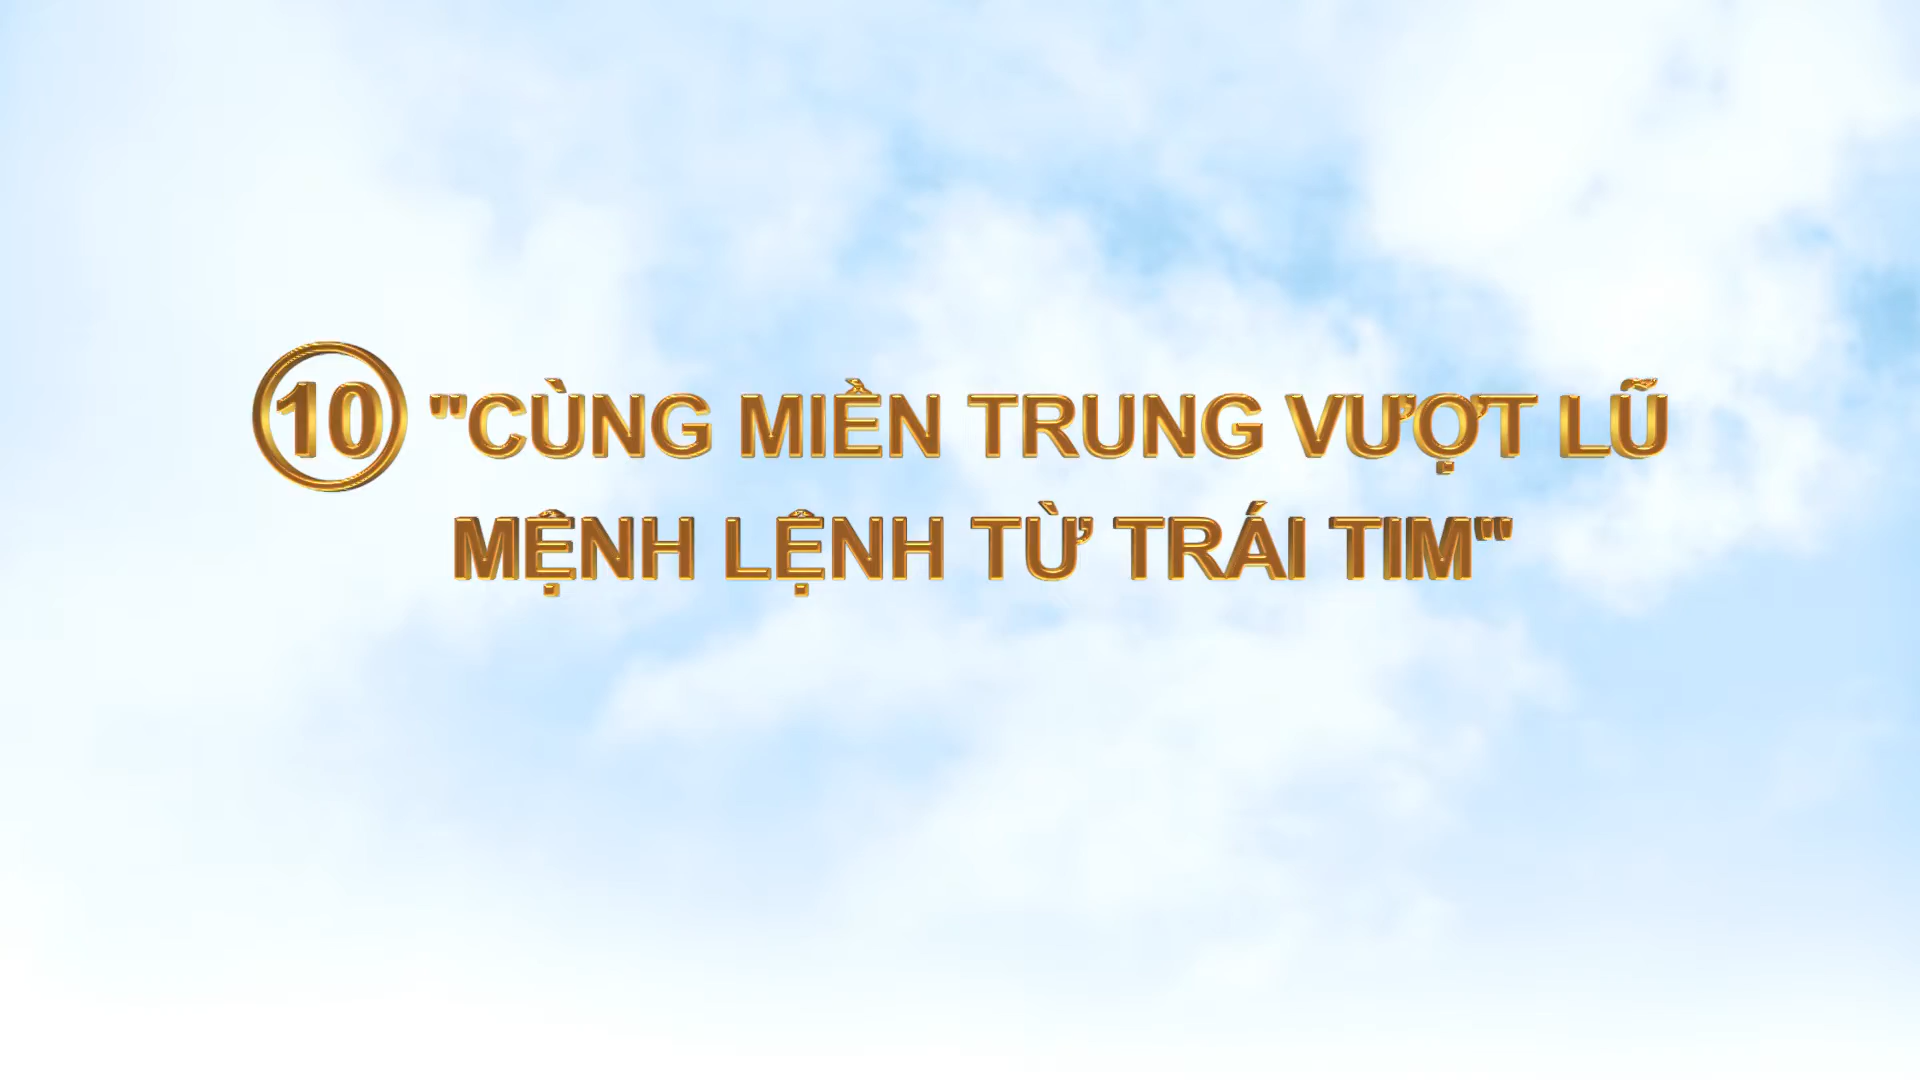 10 "CÙNG MIỀN TRUNG VƯỢT LŨ
MỆNH LỆNH TỪ TRÁI TIM"